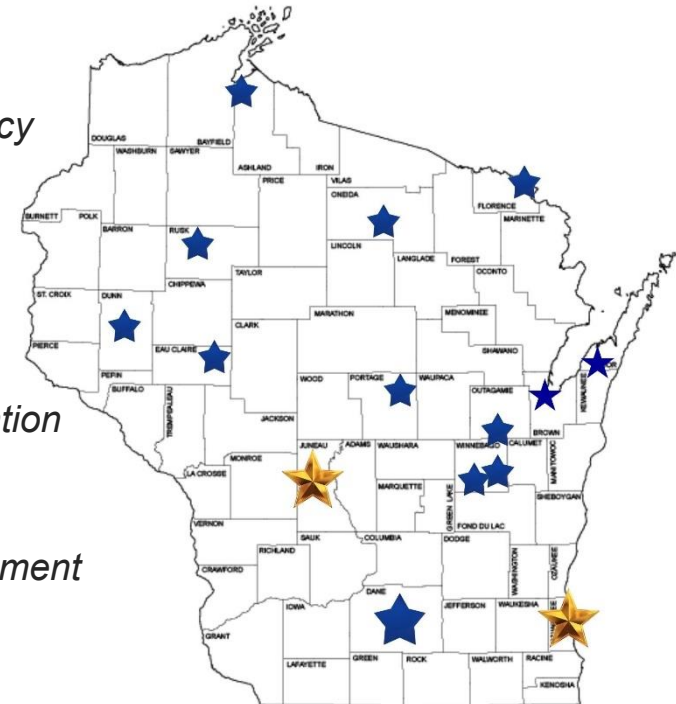 cy
DOUGLAS
BAYFIELD
WASHBURN
SAWYER
ASHLAND
IRON
PRICE
VILAS
ONEIDA
FLORENCE
MARINETTE
BURNETT
POLK
BARRON
RUSK
LINCOLN
LANGLADE
FOREST
OCONTO
CHIPPEWA
TAYLOR
ST. CROIX
DUNN
MARATHON
MENOMINEE
CLARK
PIERCE
EAU CLAIRE
SHAWANO
PEPIN
WOOD
PORTAGE
WAUPACA
BUFFALO
TREMPEALEAU
OUTAGAMIE
KEWAUNEE
ation
JACKSON
BROWN
MONROE
JUNEAU
ADAMS
WAUSHARA
WINNEBAGO
CALUMET
MANITOWOC
LA CROSSE
MARQUETTE
GREEN LAKE
SHEBOYGAN
VERNON
FOND DU LAC
SAUK
COLUMBIA
DODGE
RICHLAND
WASHINGTON
OZAUKEE
ment
CRAWFORD
DANE
IOWA
JEFFERSON
WAUKESHA
GRANT
LAFAYETTE
GREEN
ROCK
WALWORTH
RACINE
KENOSHA